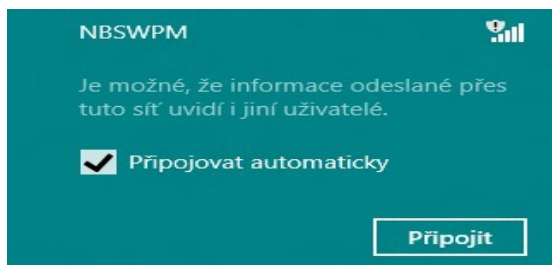 NBSWPM
Je možné, že informace odeslané přes
tuto síť uvidí i jiní uživatelé.
Připojovat automaticky
Připojit